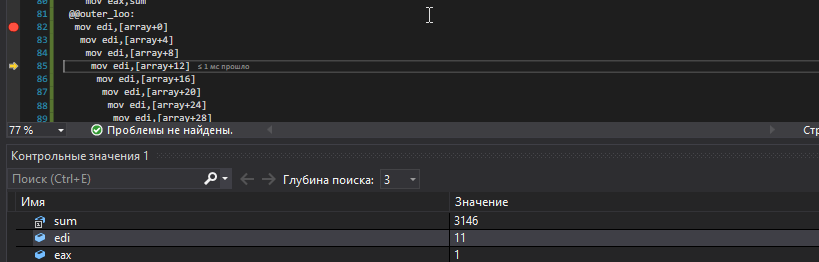 80 mov eax,sum
81 @@outer_loo:
82 mov edi,[array+0]
83 mov edi,[array+4]
84 mov edi,[array+8]
85 mov edi,[array+12] ≤ 1 мс прошло
86 mov edi,[array+16]
87 mov edi,[array+20]
88 mov edi,[array+24]
89 mov edi,[array+28]
77 % Проблемы не найдены. Стр
Контрольные значения 1
Поиск (Ctrl+E) Глубина поиска: 3
Имя Значение
sum 3146
edi 11
eax 1